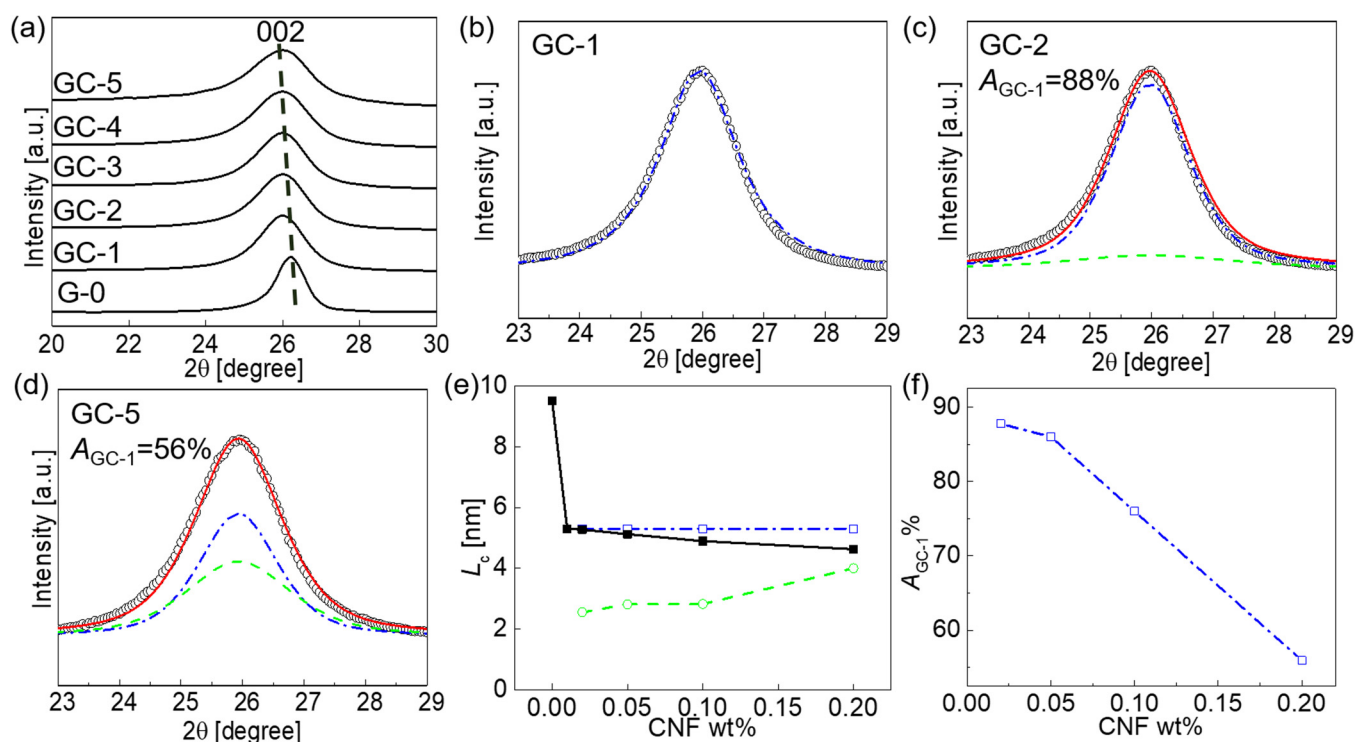 (a)
002
GC-5
GC-4
GC-3
GC-2
GC-1
G-0
Intensity [a.u.]
20 22 24 26 28 30
2θ [degree]
(b)
GC-1
Intensity [a.u.]
23 24 25 26 27 28 29
2θ [degree]
(c)
GC-2
A_GC-1=88%
Intensity [a.u.]
23 24 25 26 27 28 29
2θ [degree]
(d)
GC-5
A_GC-1=56%
Intensity [a.u.]
23 24 25 26 27 28 29
2θ [degree]
(e)
10
8
6
4
2
0
L_c [nm]
0.00 0.05 0.10 0.15 0.20
CNF wt%
(f)
90
80
70
60
A_GC-1%
0.00 0.05 0.10 0.15 0.20
CNF wt%